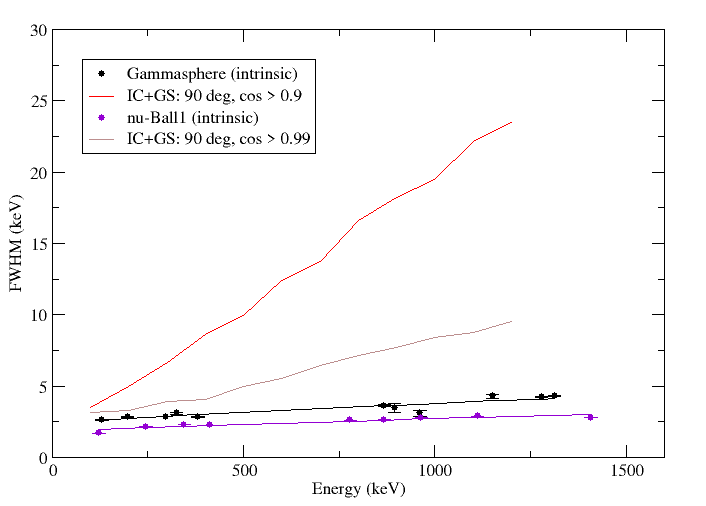 30
25
20
15
10
5
0
FWHM (keV)
Gammasphere (intrinsic)
IC+GS: 90 deg, cos > 0.9
nu-Ball1 (intrinsic)
IC+GS: 90 deg, cos > 0.99
0 500 1000 1500
Energy (keV)